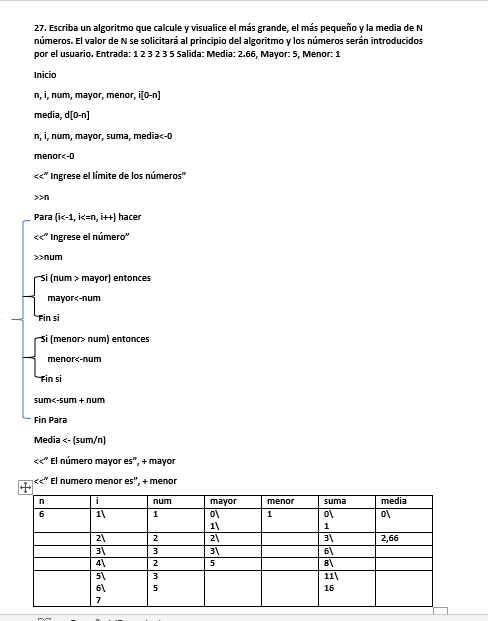 27. Escriba un algoritmo que calcule y visualice el más grande, el más pequeño y la media de N
números. El valor de N se solicitará al principio del algoritmo y los números serán introducidos
por el usuario. Entrada: 1 2 3 2 3 5 Salida: Media: 2.66, Mayor: 5, Menor: 1
Inicio
n, i, num, mayor, menor, i[0-n]
media, d[0-n]
n, i, num, mayor, suma, media<-0
menor<-0
<<” Ingrese el límite de los números”
>>n
Para (i<-1, i<=n, i++) hacer
<<” Ingrese el número”
>>num
Si (num > mayor) entonces
mayor<-num
Fin si
Si (menor> num) entonces
menor<-num
Fin si
sum<-sum + num
Fin Para
Media <- (sum/n)
<<” El número mayor es”, + mayor
<<” El numero menor es”, + menor
n i num mayor menor suma media
6 1\ 1 0\ 1 0\ 0\
1\ 1
2\ 2 2\ 3\ 2,66
3\ 3 3\ 6\
4\ 2 5 8\
5\ 3 11\
6\ 5 16
7